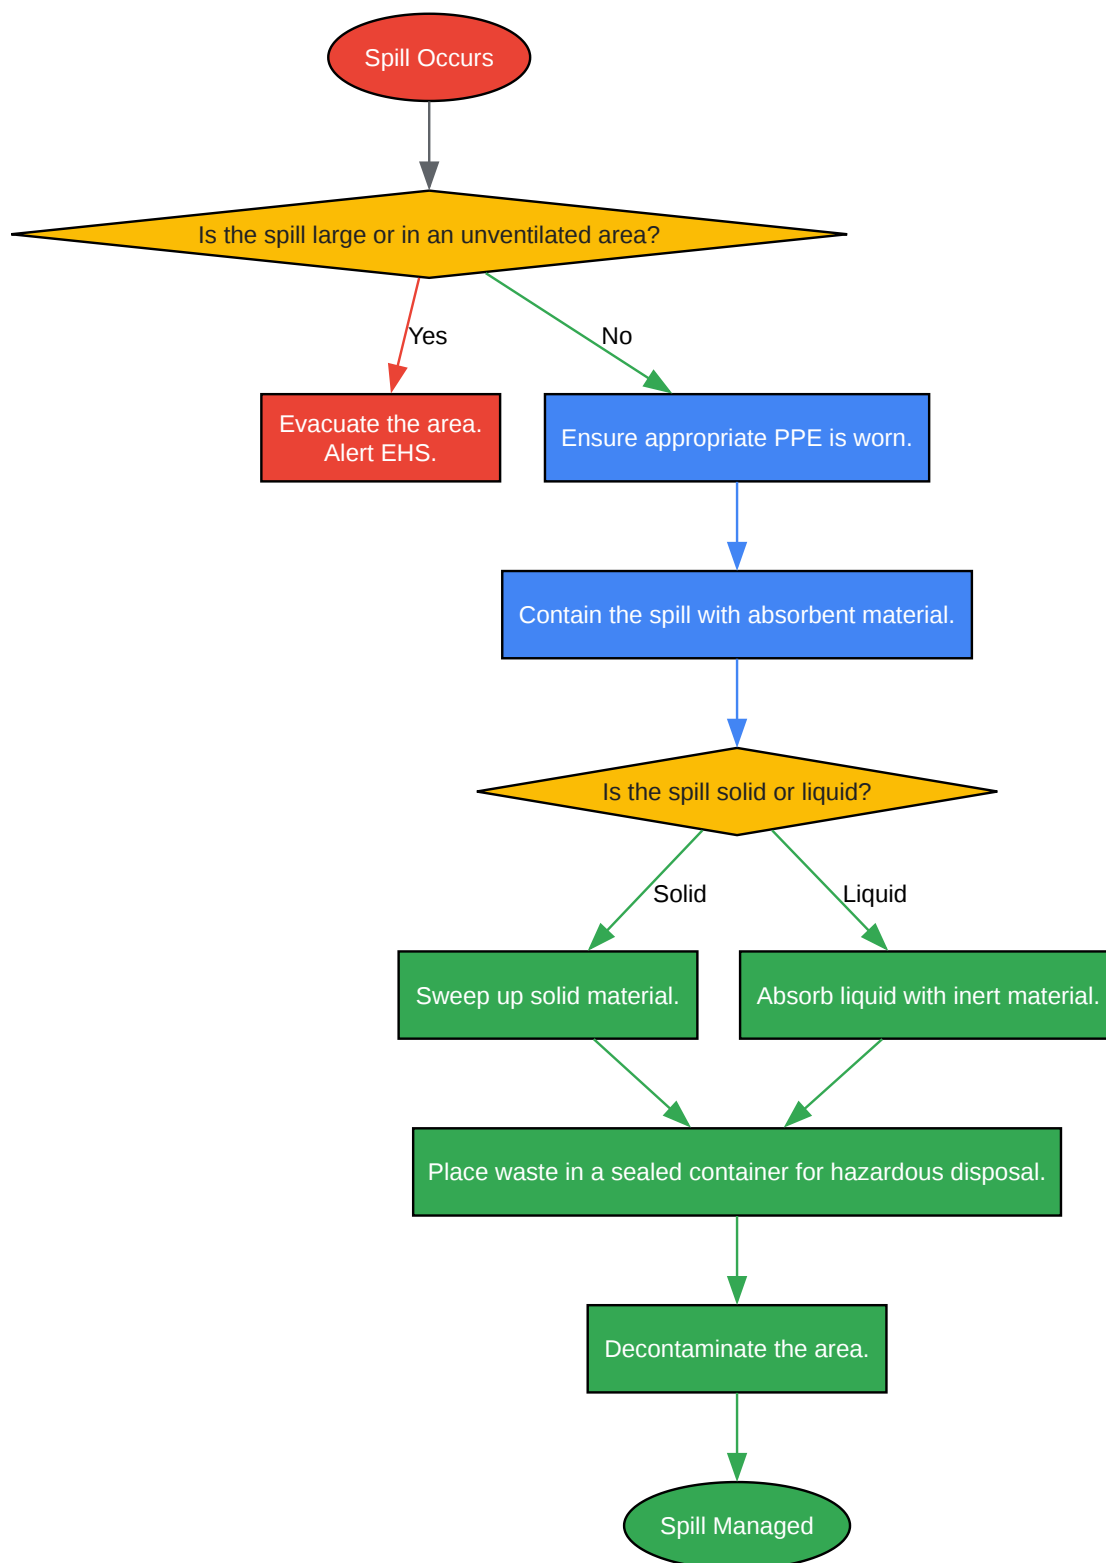 Spill Occurs
Is the spill large or in an unventilated area?
Yes
No
Evacuate the area.
Alert EHS.
Ensure appropriate PPE is worn.
Contain the spill with absorbent material.
Is the spill solid or liquid?
Solid
Liquid
Sweep up solid material.
Absorb liquid with inert material.
Place waste in a sealed container for hazardous disposal.
Decontaminate the area.
Spill Managed